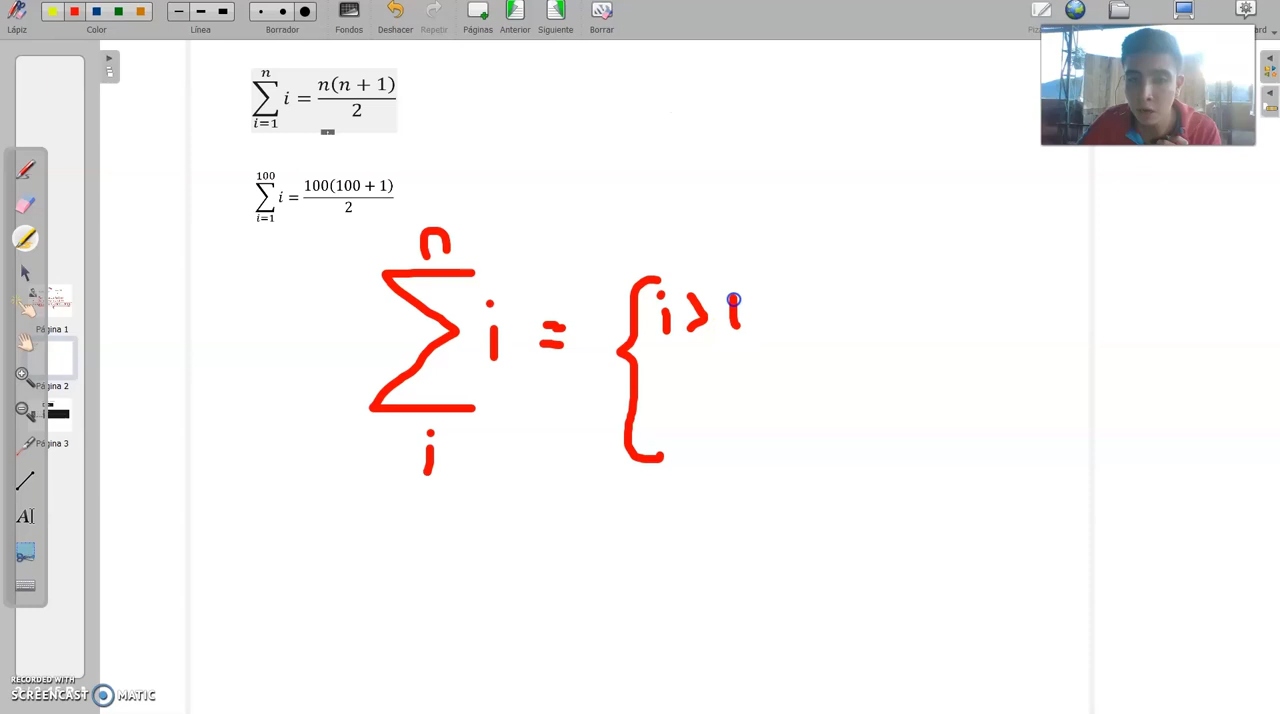 Lápiz Color Línea Borrador Fondos Deshacer Repetir Páginas Anterior Siguiente Borrar
n
∑ i = n(n + 1)/2
i=1
100
∑ i = 100(100 + 1)/2
i=1
n
∑ i = { i > 1
i
Página 1
Página 2
Página 3
AI
RECORDED WITH
SCREENCAST MATIC